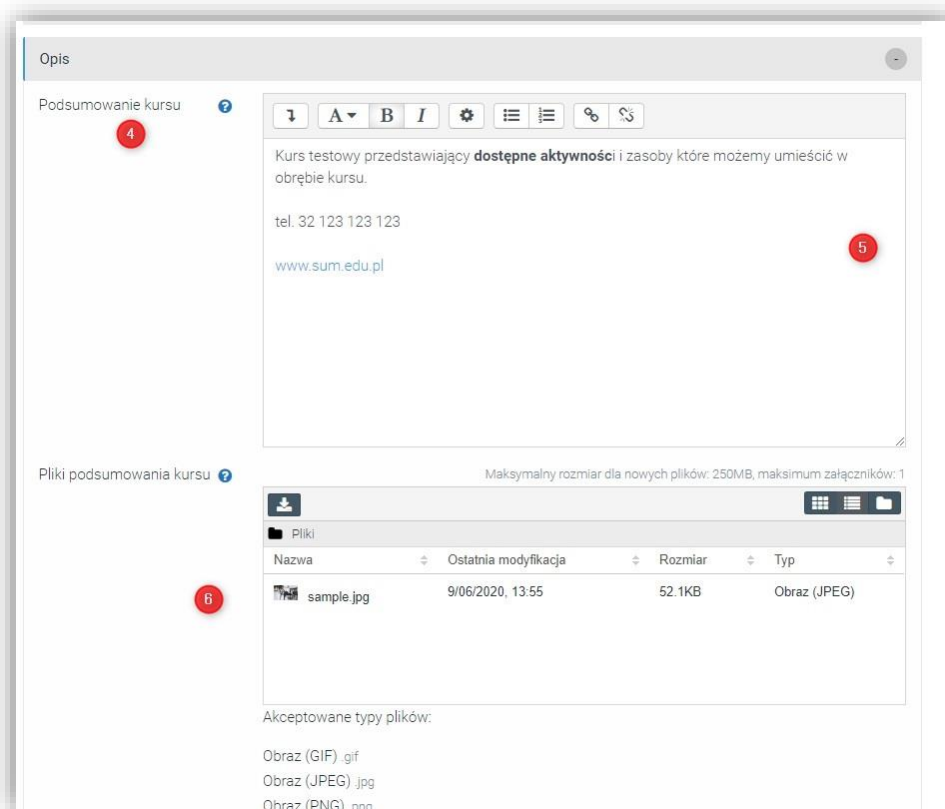 Opis
-
Podsumowanie kursu ?
4
A B I
Kurs testowy przedstawiający dostępne aktywności i zasoby które możemy umieścić w
obrębie kursu.
tel. 32 123 123 123
5
www.sum.edu.pl
Pliki podsumowania kursu ?
Maksymalny rozmiar dla nowych plików: 250MB, maksimum załączników: 1
Pliki
Nazwa Ostatnia modyfikacja Rozmiar Typ
6
sample.jpg 9/06/2020, 13:55 52.1KB Obraz (JPEG)
Akceptowane typy plików:
Obraz (GIF) .gif
Obraz (JPEG) .jpg
Obraz (PNG) .png